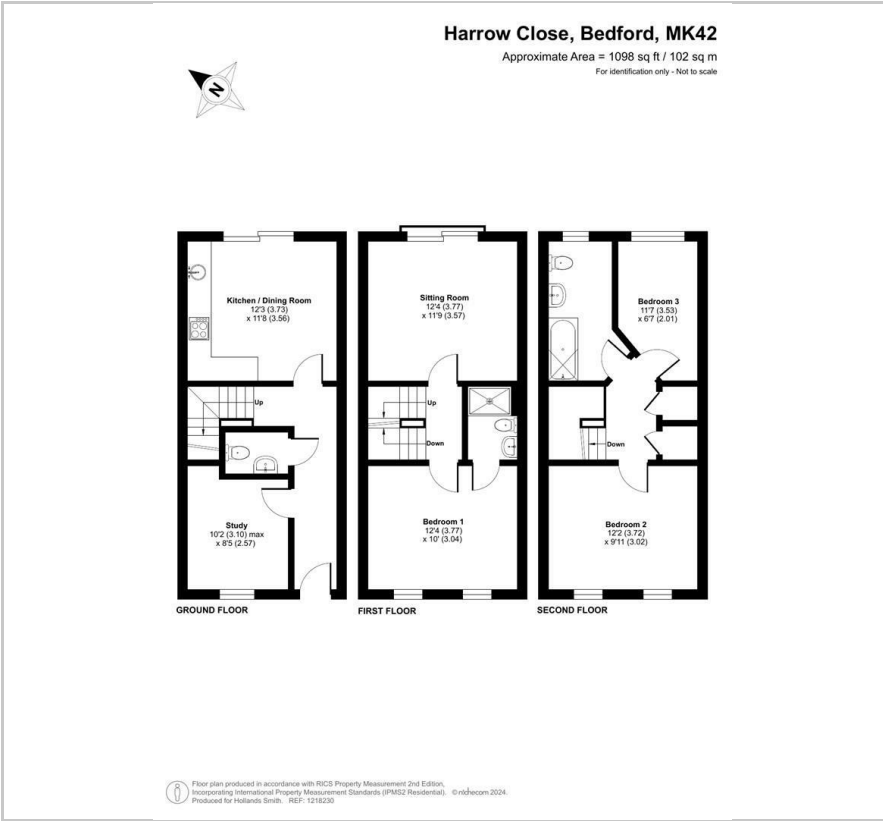 Harrow Close, Bedford, MK42
Approximate Area = 1098 sq ft / 102 sq m
For identification only - Not to scale
N
Kitchen / Dining Room
12'3 (3.73)
x 11'8 (3.56)
Up
Study
10'2 (3.10) max
x 8'5 (2.57)
GROUND FLOOR
Sitting Room
12'4 (3.77)
x 11'9 (3.57)
Up
Down
Bedroom 1
12'4 (3.77)
x 10' (3.04)
FIRST FLOOR
Bedroom 3
11'7 (3.53)
x 6'7 (2.01)
Down
Bedroom 2
12'2 (3.72)
x 9'11 (3.02)
SECOND FLOOR
Floor plan produced in accordance with RICS Property Measurement 2nd Edition,
Incorporating International Property Measurement Standards (IPMS2 Residential). © nichecom 2024.
Produced for Hollands Smith. REF: 1218230